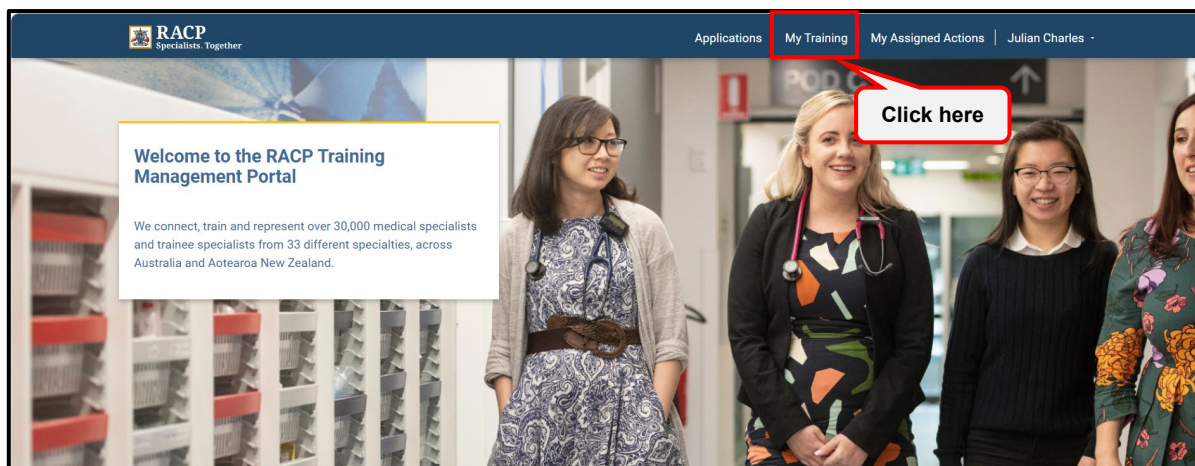 RACP
Specialists. Together
Applications My Training My Assigned Actions Julian Charles
POD C
Click here
Welcome to the RACP Training
Management Portal
We connect, train and represent over 30,000 medical specialists
and trainee specialists from 33 different specialties, across
Australia and Aotearoa New Zealand.